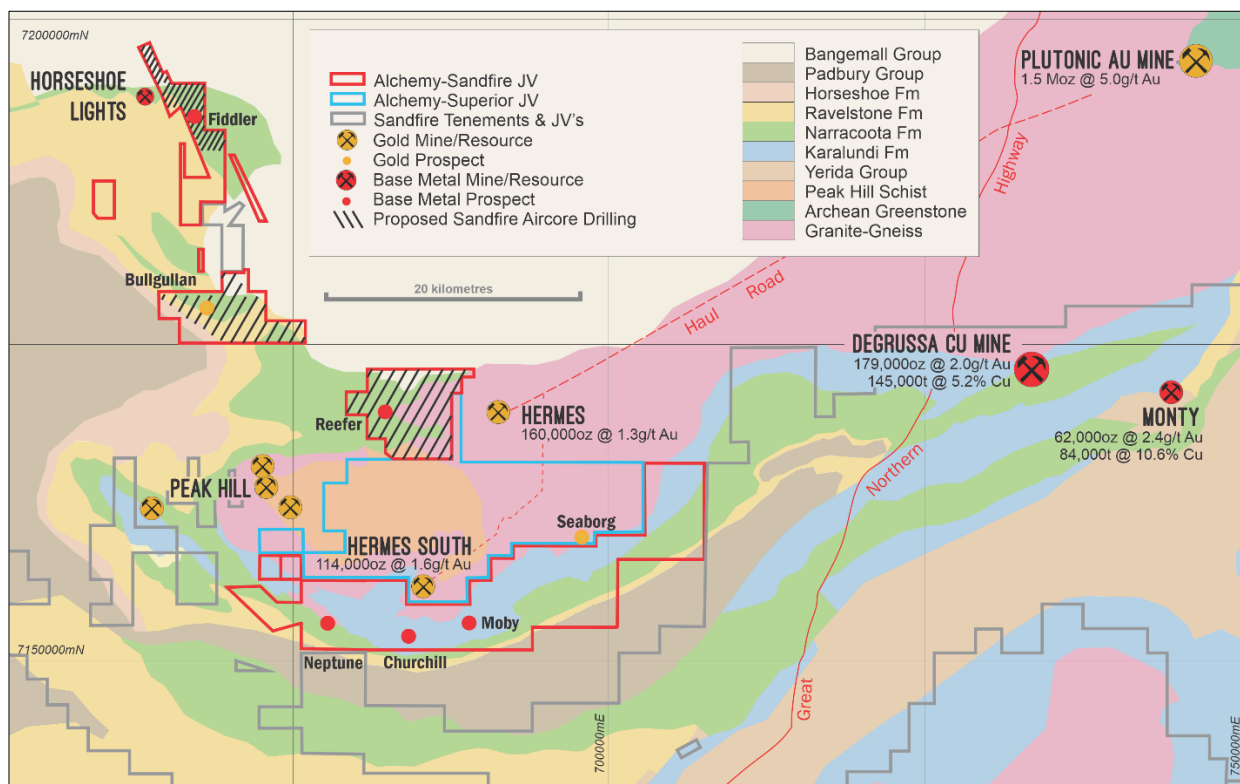 7200000mN
HORSESHOE
LIGHTS
Fiddler
Alchemy-Sandfire JV
Alchemy-Superior JV
Sandfire Tenements & JV's
Gold Mine/Resource
Gold Prospect
Base Metal Mine/Resource
Base Metal Prospect
Proposed Sandfire Aircore Drilling
Bangemall Group
Padbury Group
Horseshoe Fm
Ravelstone Fm
Narracoota Fm
Karalundi Fm
Yerida Group
Peak Hill Schist
Archean Greenstone
Granite-Gneiss
PLUTONIC AU MINE
1.5 Moz @ 5.0g/t Au
Highway
Bullgullan
20 kilometres
Haul Road
DEGRUSSA CU MINE
179,000oz @ 2.0g/t Au
145,000t @ 5.2% Cu
MONTY
62,000oz @ 2.4g/t Au
84,000t @ 10.6% Cu
Reefer
HERMES
160,000oz @ 1.3g/t Au
PEAK HILL
Northern
Seaborg
HERMES SOUTH
114,000oz @ 1.6g/t Au
Moby
Neptune
Churchill
7150000mN
Great
700000mE
750000mE